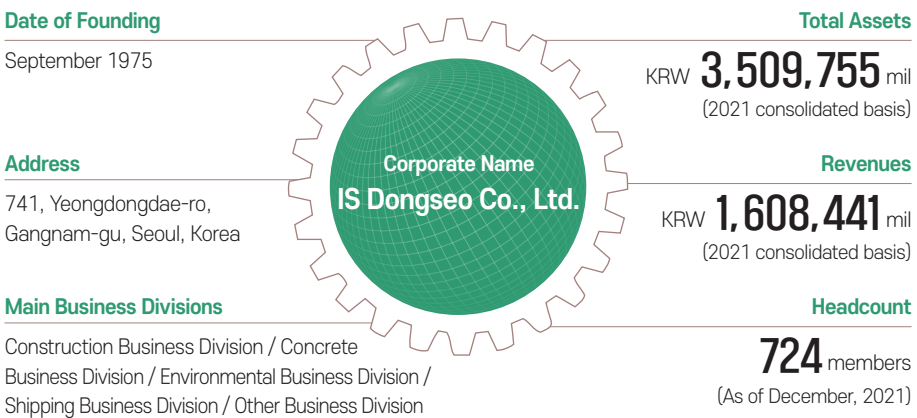 Date of Founding
September 1975
Address
741, Yeongdongdae-ro,
Gangnam-gu, Seoul, Korea
Main Business Divisions
Construction Business Division / Concrete
Business Division / Environmental Business Division /
Shipping Business Division / Other Business Division
Corporate Name
IS Dongseo Co., Ltd.
Total Assets
KRW 3,509,755 mil
(2021 consolidated basis)
Revenues
KRW 1,608,441 mil
(2021 consolidated basis)
Headcount
724 members
(As of December, 2021)